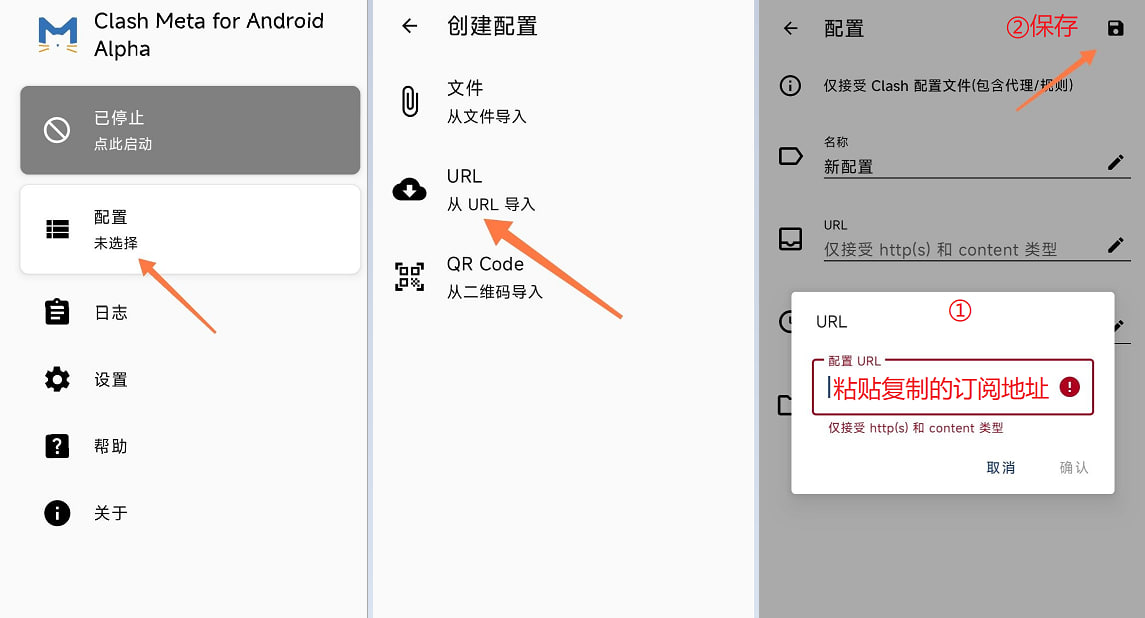 Clash Meta for Android
Alpha
已停止
点此启动
配置
未选择
日志
设置
帮助
关于
创建配置
文件
从文件导入
URL
从 URL 导入
QR Code
从二维码导入
配置
②保存
仅接受 Clash 配置文件(包含代理/规则)
名称
新配置
URL
仅接受 http(s) 和 content 类型
URL
①
配置 URL
粘贴复制的订阅地址
仅接受 http(s) 和 content 类型
取消
确认